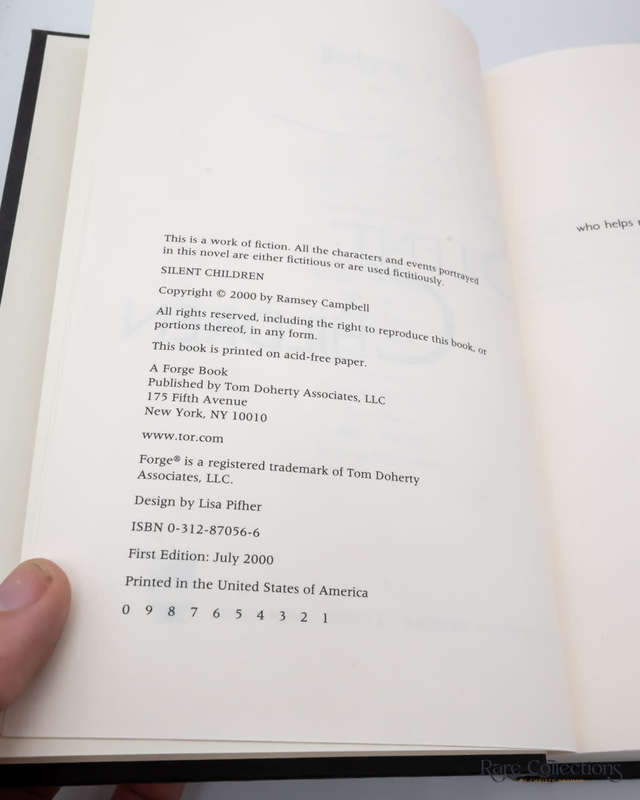 This is a work of fiction. All the characters and events portrayed
in this novel are either fictitious or are used fictitiously.
SILENT CHILDREN
Copyright © 2000 by Ramsey Campbell
All rights reserved, including the right to reproduce this book, or
portions thereof, in any form.
This book is printed on acid-free paper.
A Forge Book
Published by Tom Doherty Associates, LLC
175 Fifth Avenue
New York, NY 10010
www.tor.com
Forge® is a registered trademark of Tom Doherty
Associates, LLC.
Design by Lisa Pifher
ISBN 0-312-87056-6
First Edition: July 2000
Printed in the United States of America
0 9 8 7 6 5 4 3 2 1
who helps
Rare Collections